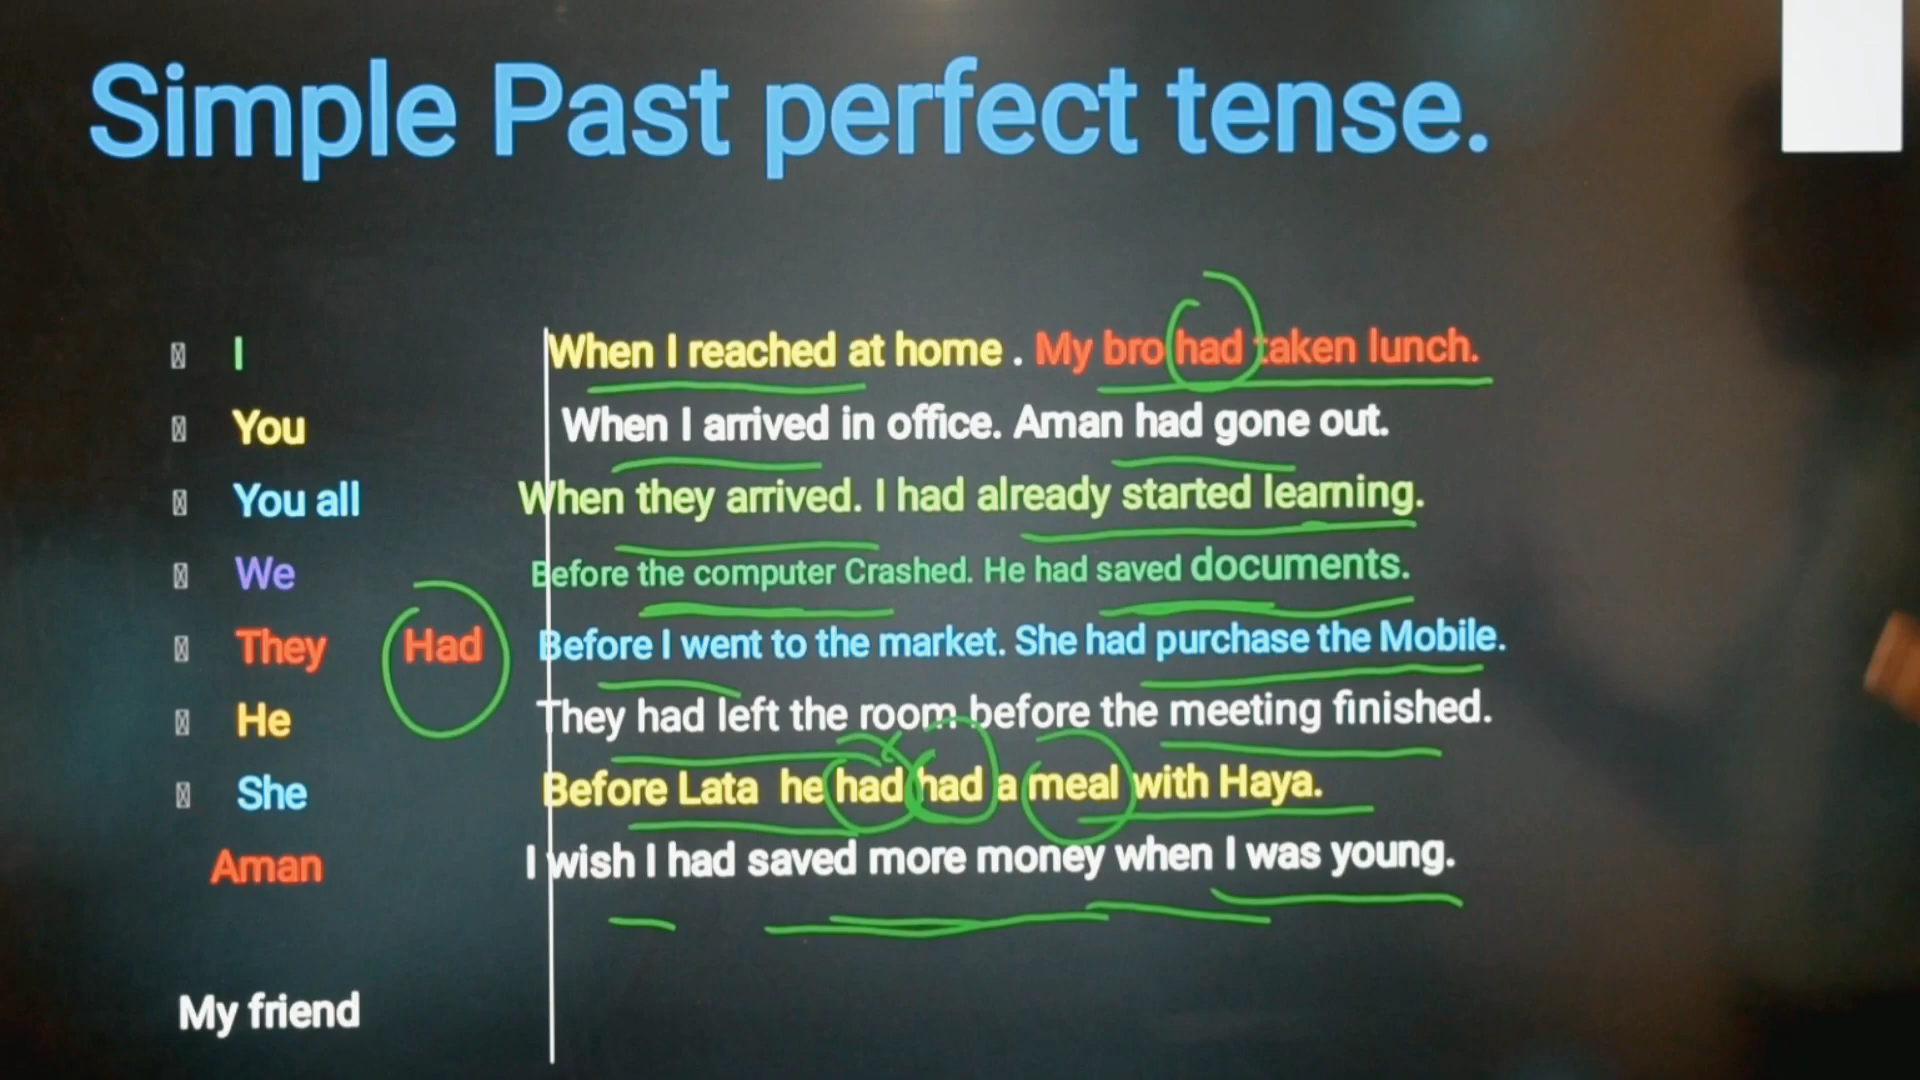 Simple Past perfect tense.
I When I reached at home . My bro had taken lunch.
You When I arrived in office. Aman had gone out.
You all When they arrived. I had already started learning.
We Before the computer Crashed. He had saved documents.
They Had Before I went to the market. She had purchase the Mobile.
He They had left the room before the meeting finished.
She Before Lata he had had a meal with Haya.
Aman I wish I had saved more money when I was young.
My friend